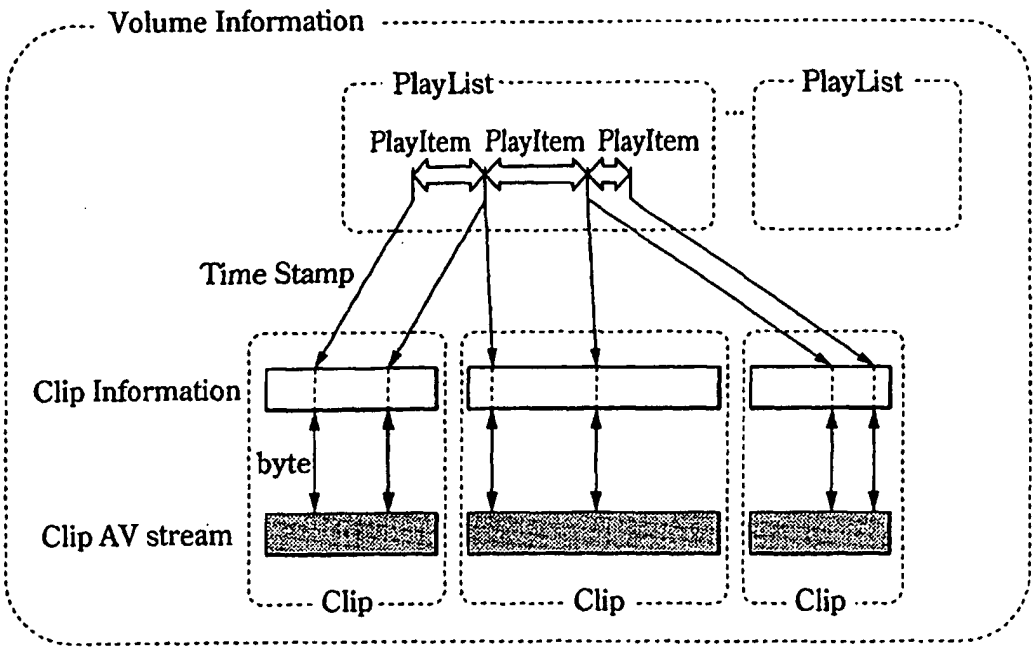 Volume Information
PlayList
PlayList
...
PlayItem PlayItem PlayItem
Time Stamp
Clip Information
byte
Clip AV stream
Clip
Clip
Clip